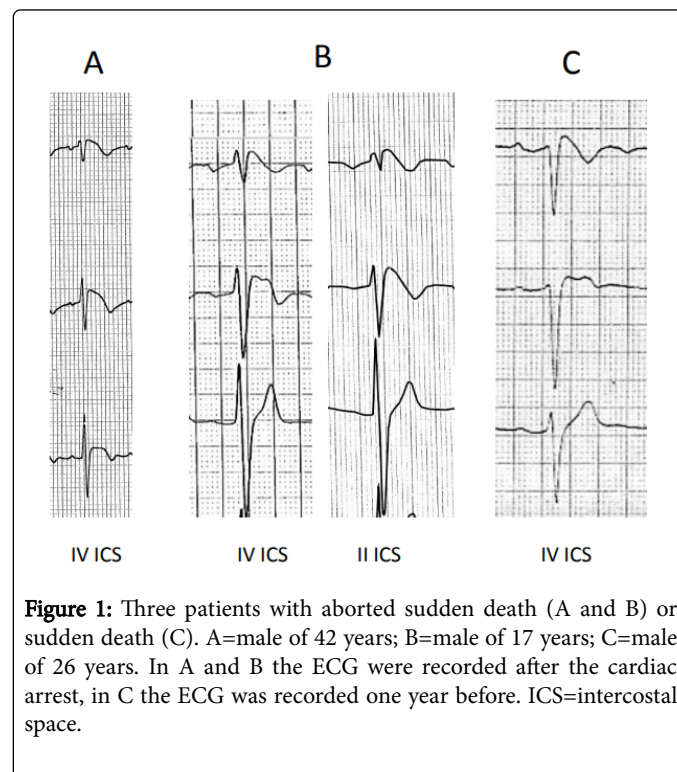 A
B
C
IV ICS
IV ICS
II ICS
IV ICS
Figure 1: Three patients with aborted sudden death (A and B) or
sudden death (C). A=male of 42 years; B=male of 17 years; C=male
of 26 years. In A and B the ECG were recorded after the cardiac
arrest, in C the ECG was recorded one year before. ICS=intercostal
space.